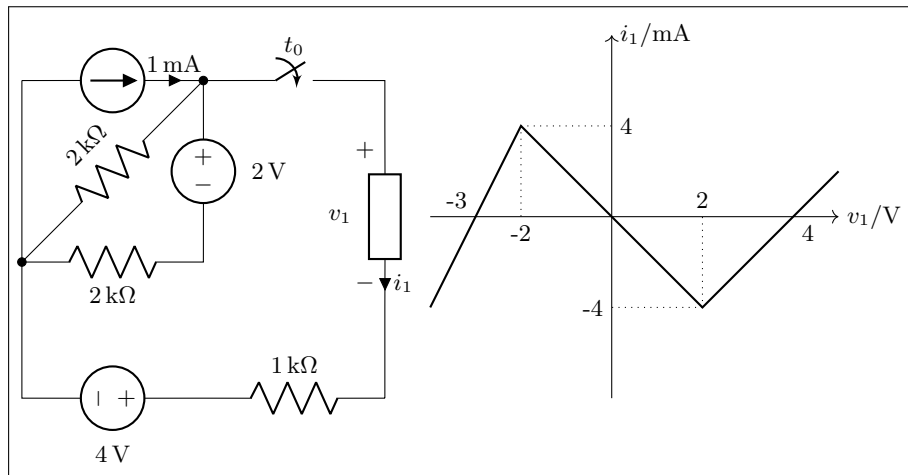 t₀
i₁/mA
1 mA
2 kΩ
4
+
+
−
2 V
-3
2
v₁
v₁/V
-2
4
−
i₁
2 kΩ
-4
1 kΩ
−
+
4 V